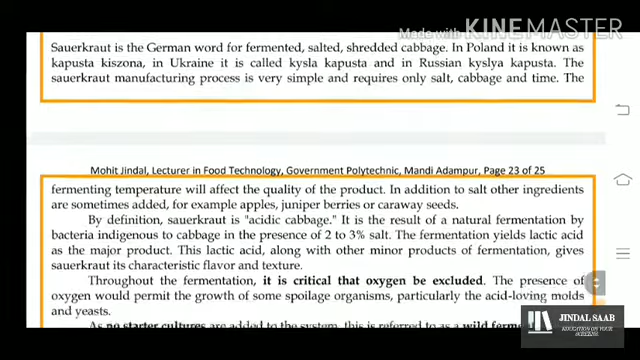 Made with KINEMASTER
Sauerkraut is the German word for fermented, salted, shredded cabbage. In Poland it is known as
kapusta kiszona, in Ukraine it is called kysla kapusta and in Russian kyslya kapusta. The
sauerkraut manufacturing process is very simple and requires only salt, cabbage and time. The
Mohit Jindal, Lecturer in Food Technology, Government Polytechnic, Mandi Adampur, Page 23 of 25
fermenting temperature will affect the quality of the product. In addition to salt other ingredients
are sometimes added, for example apples, juniper berries or caraway seeds.
By definition, sauerkraut is "acidic cabbage." It is the result of a natural fermentation by
bacteria indigenous to cabbage in the presence of 2 to 3% salt. The fermentation yields lactic acid
as the major product. This lactic acid, along with other minor products of fermentation, gives
sauerkraut its characteristic flavor and texture.
Throughout the fermentation, it is critical that oxygen be excluded. The presence of
oxygen would permit the growth of some spoilage organisms, particularly the acid-loving molds
and yeasts.
As no starter cultures are added to the system, this is referred to as a wild
JINDAL SAAB
EDUCATION ON YOUR
SCREEN